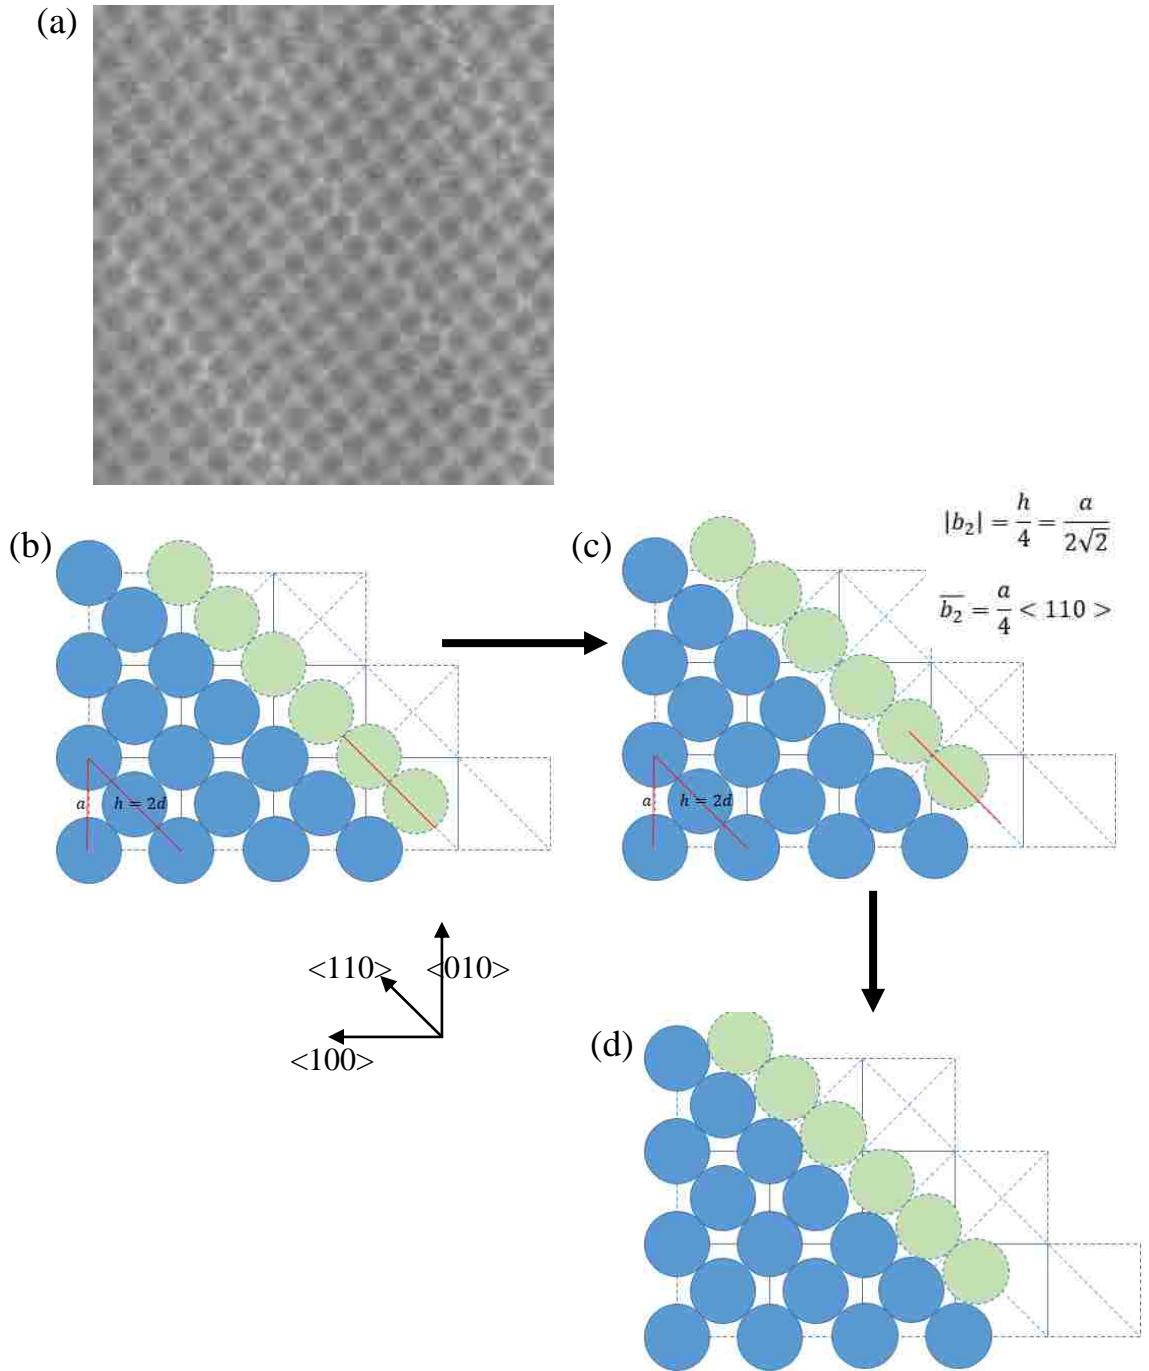 (a)
|b₂| = h/4 = a/2√2
(b)
(c)
b₂ = a/4 < 110 >
a
h = 2d
a
h = 2d
<110>
<010>
<100>
(d)